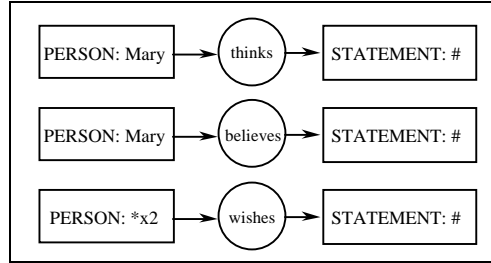 PERSON: Mary thinks STATEMENT: #
PERSON: Mary believes STATEMENT: #
PERSON: *x2 wishes STATEMENT: #